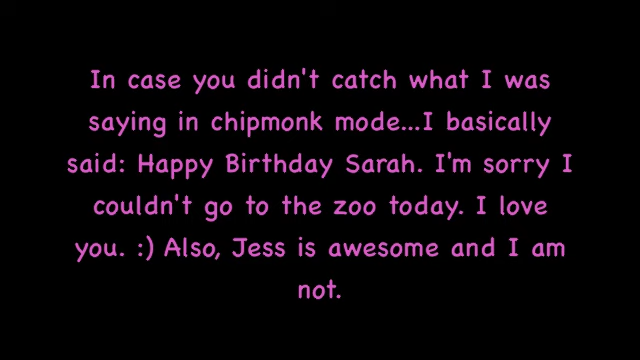 In case you didn't catch what I was
saying in chipmonk mode...I basically
said: Happy Birthday Sarah. I'm sorry I
couldn't go to the zoo today. I love
you. :) Also, Jess is awesome and I am
not.